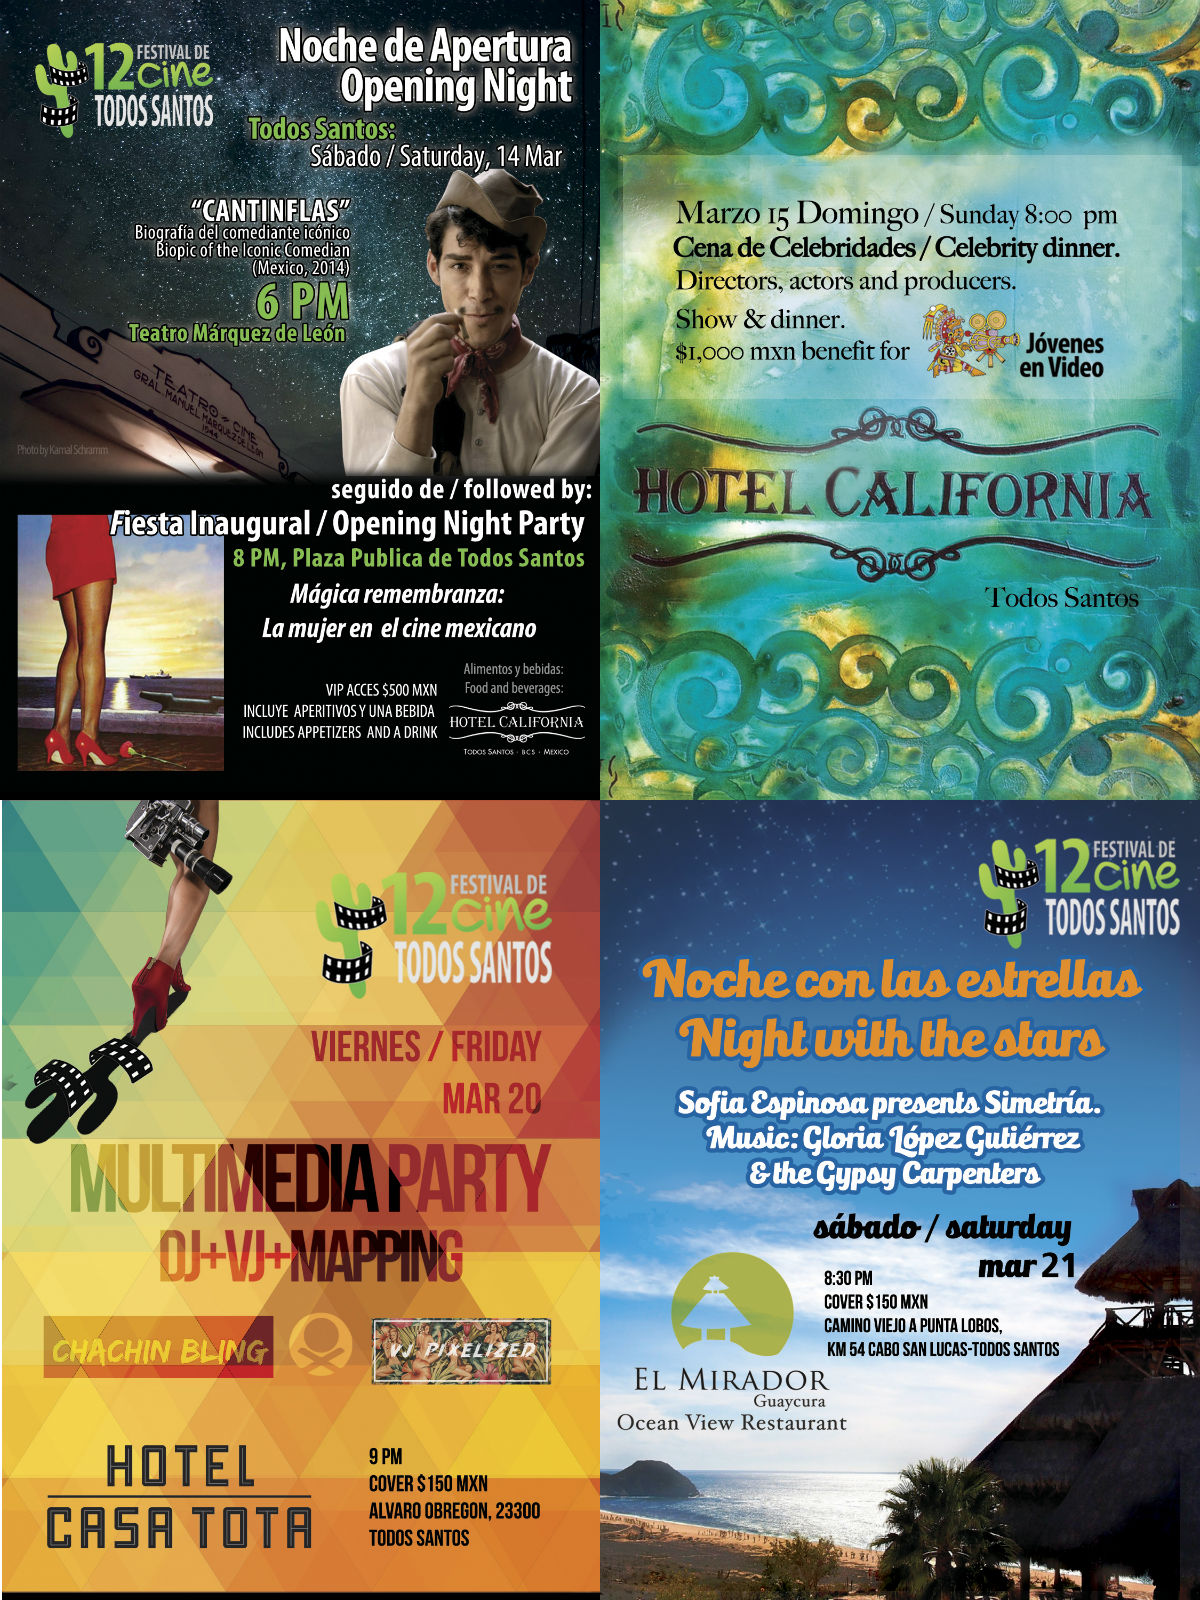 12 FESTIVAL DE
cine
TODOS SANTOS
Noche de Apertura
Opening Night
Todos Santos:
Sábado / Saturday, 14 Mar
“CANTINFLAS”
Biografía del comediante icónico
Biopic of the Iconic Comedian
(Mexico, 2014)
6 PM
Teatro Márquez de León
TEATRO - CINE
GRAL. MANUEL MARQUEZ DE LEON
1944
Photo by Kamal Schramm
seguido de / followed by:
Fiesta Inaugural / Opening Night Party
8 PM, Plaza Publica de Todos Santos
Mágica remembranza:
La mujer en el cine mexicano
VIP ACCES $500 MXN
INCLUYE APERITIVOS Y UNA BEBIDA
INCLUDES APPETIZERS AND A DRINK
Alimentos y bebidas:
Food and beverages:
HOTEL CALIFORNIA
TODOS SANTOS · BCS · MEXICO
Marzo 15 Domingo / Sunday 8:00 pm
Cena de Celebridades / Celebrity dinner.
Directors, actors and producers.
Show & dinner.
$1,000 mxn benefit for
Jóvenes
en Video
HOTEL CALIFORNIA
Todos Santos
12 FESTIVAL DE
cine
TODOS SANTOS
VIERNES / FRIDAY
MAR 20
MULTIMEDIA PARTY
DJ+VJ+MAPPING
CHACHIN BLING
VJ PIXELIZED
HOTEL
CASA TOTA
9 PM
COVER $150 MXN
ALVARO OBREGON, 23300
TODOS SANTOS
12 FESTIVAL DE
cine
TODOS SANTOS
Noche con las estrellas
Night with the stars
Sofia Espinosa presents Simetría.
Music: Gloria López Gutiérrez
& the Gypsy Carpenters
sábado / saturday
mar 21
8:30 PM
COVER $150 MXN
CAMINO VIEJO A PUNTA LOBOS,
KM 54 CABO SAN LUCAS-TODOS SANTOS
EL MIRADOR
Guaycura
Ocean View Restaurant